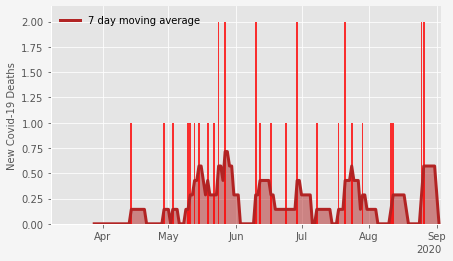 7 day moving average
New Covid-19 Deaths
2.00
1.75
1.50
1.25
1.00
0.75
0.50
0.25
0.00
Apr
May
Jun
Jul
Aug
Sep
2020